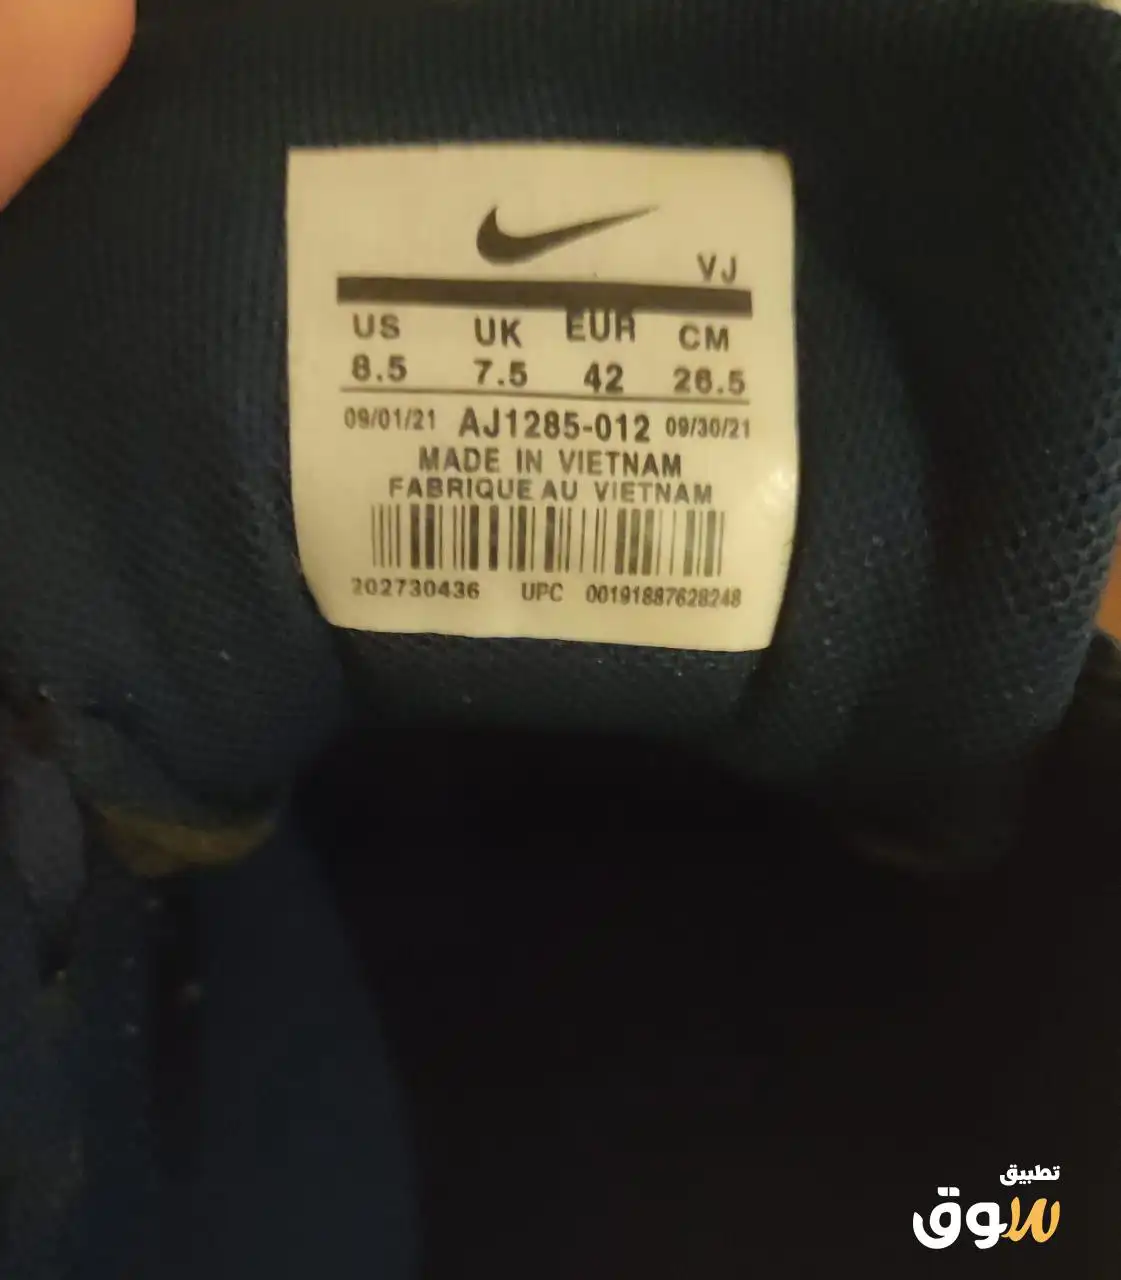 VJ
US UK EUR CM
8.5 7.5 42 26.5
09/01/21 AJ1285-012 09/30/21
MADE IN VIETNAM
FABRIQUE AU VIETNAM
202730436 UPC 00191887628248
تطبيق
سوق